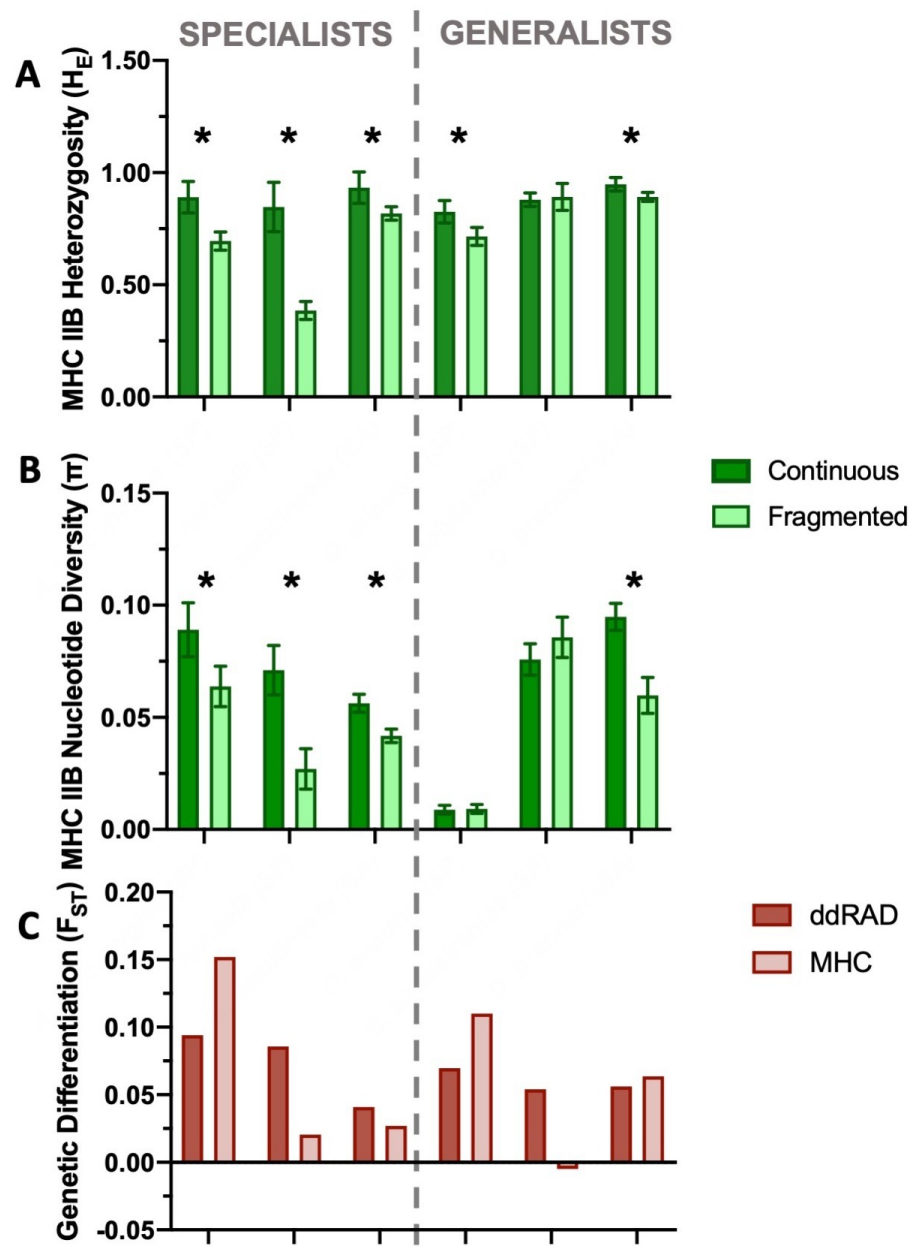 SPECIALISTS
GENERALISTS
A
MHC IIB Heterozygosity (H_E)
1.50
1.00
0.50
0.00
* * * * *
B
MHC IIB Nucleotide Diversity (π)
0.15
0.10
0.05
0.00
* * * *
Continuous
Fragmented
C
Genetic Differentiation (F_ST)
0.20
0.15
0.10
0.05
0.00
-0.05
ddRAD
MHC